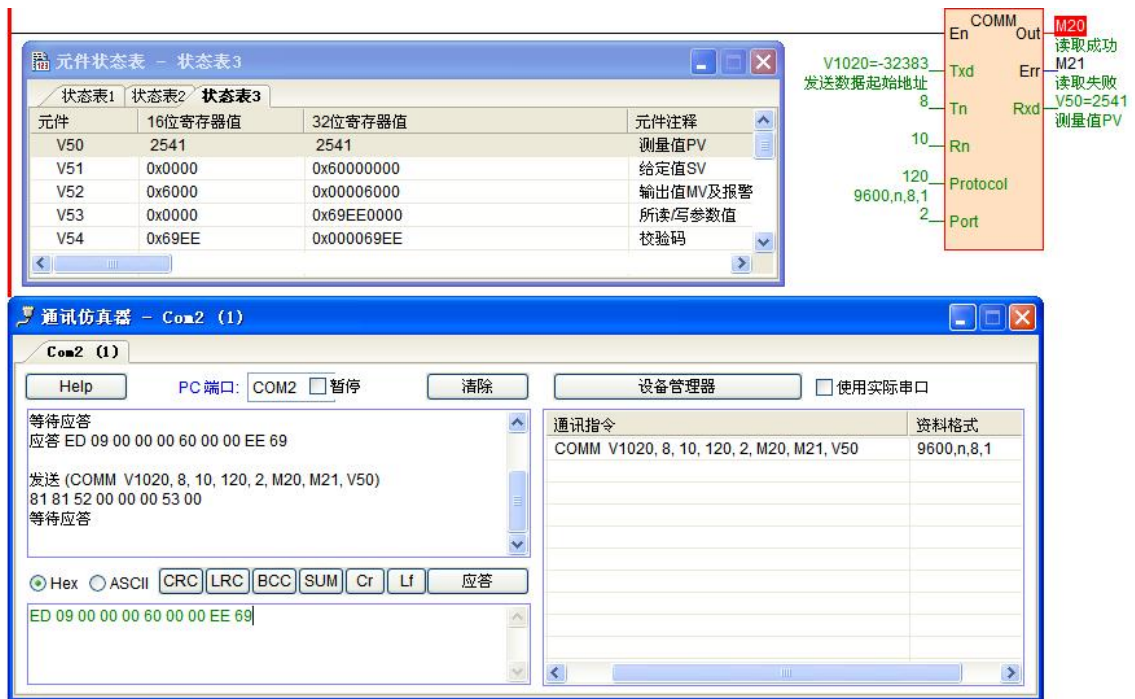 COMM
En Out M20
读取成功
V1020=-32383 Txd Err M21
发送数据起始地址 读取失败
8 Tn Rxd V50=2541
测量值PV
10 Rn
120 Protocol
9600,n,8,1
2 Port
元件状态表 - 状态表3
状态表1 状态表2 状态表3
元件 16位寄存器值 32位寄存器值 元件注释
V50 2541 2541 测量值PV
V51 0x0000 0x60000000 给定值SV
V52 0x6000 0x00006000 输出值MV及报警
V53 0x0000 0x69EE0000 所读/写参数值
V54 0x69EE 0x000069EE 校验码
通讯仿真器 - Com2 (1)
Com2 (1)
Help PC端口: COM2 暂停 清除 设备管理器 使用实际串口
等待应答
应答 ED 09 00 00 00 60 00 00 EE 69
发送 (COMM V1020, 8, 10, 120, 2, M20, M21, V50)
81 81 52 00 00 00 53 00
等待应答
通讯指令 资料格式
COMM V1020, 8, 10, 120, 2, M20, M21, V50 9600,n,8,1
Hex ASCII CRC LRC BCC SUM Cr Lf 应答
ED 09 00 00 00 60 00 00 EE 69